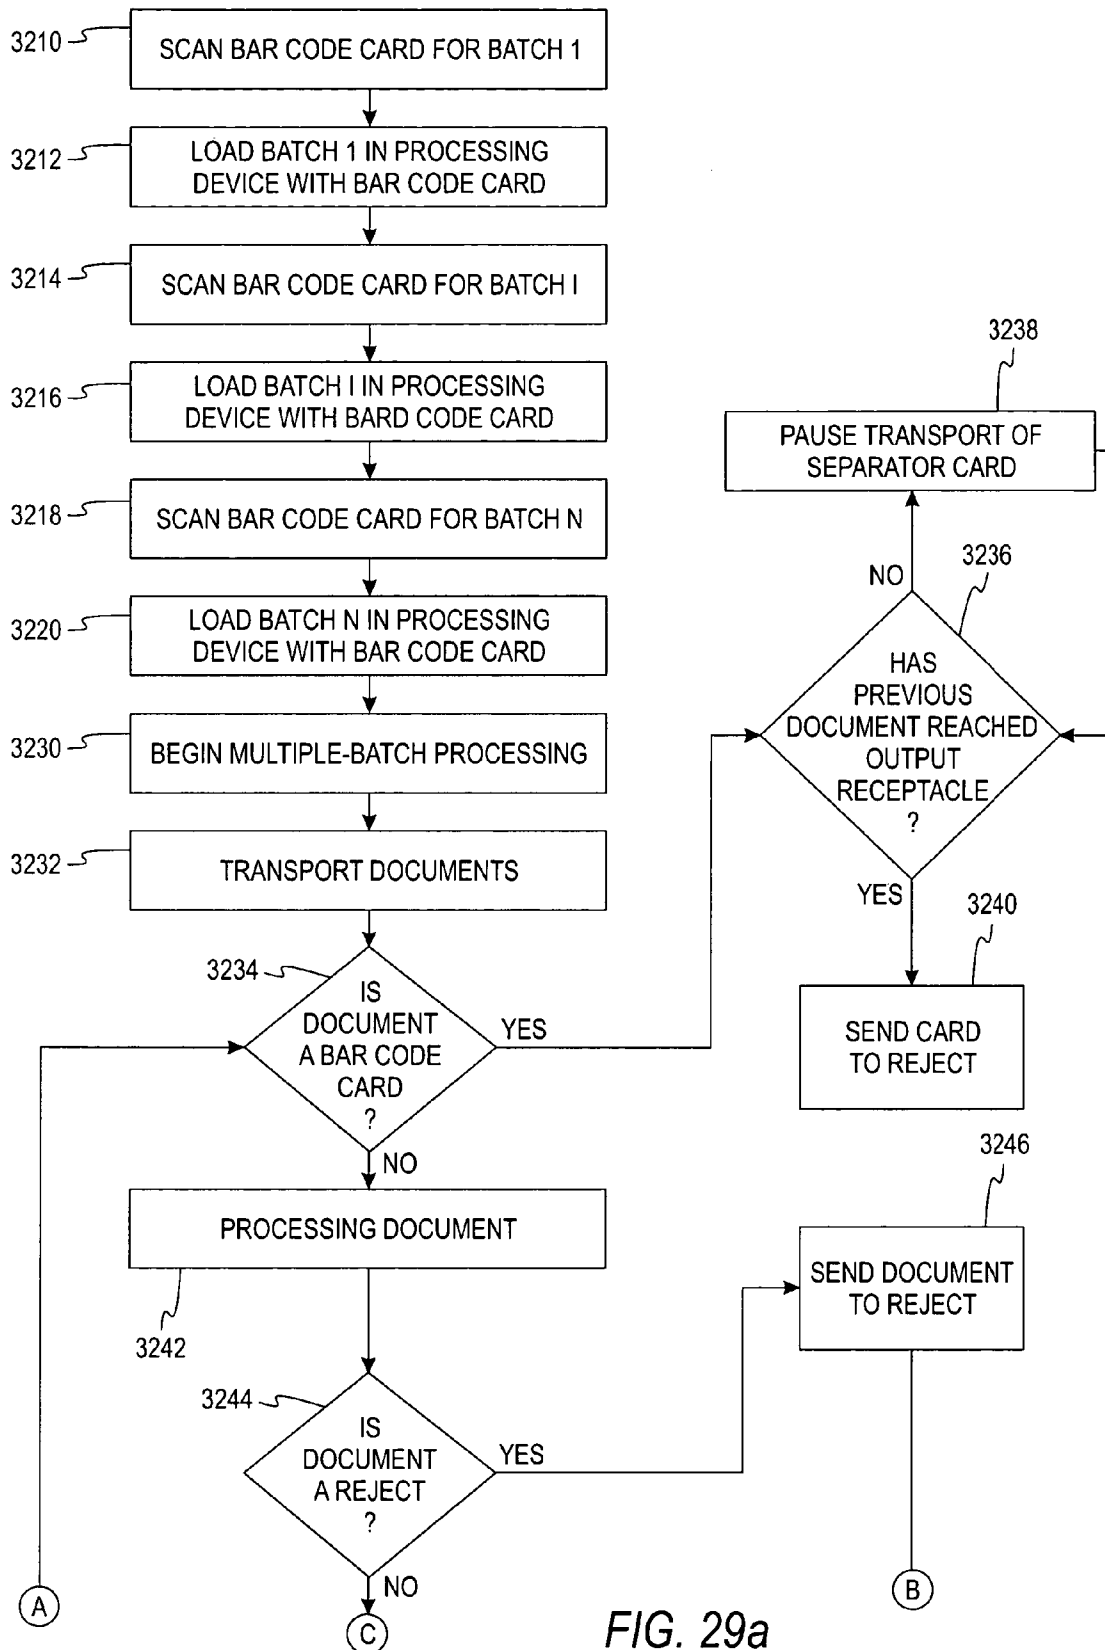 3210
SCAN BAR CODE CARD FOR BATCH 1
3212
LOAD BATCH 1 IN PROCESSING
DEVICE WITH BAR CODE CARD
3214
SCAN BAR CODE CARD FOR BATCH I
3216
LOAD BATCH I IN PROCESSING
DEVICE WITH BARD CODE CARD
3218
SCAN BAR CODE CARD FOR BATCH N
3220
LOAD BATCH N IN PROCESSING
DEVICE WITH BAR CODE CARD
3230
BEGIN MULTIPLE-BATCH PROCESSING
3232
TRANSPORT DOCUMENTS
3234
IS
DOCUMENT
A BAR CODE
CARD
?
YES
NO
3238
PAUSE TRANSPORT OF
SEPARATOR CARD
NO
3236
HAS
PREVIOUS
DOCUMENT REACHED
OUTPUT
RECEPTACLE
?
YES
3240
SEND CARD
TO REJECT
PROCESSING DOCUMENT
3242
3244
IS
DOCUMENT
A REJECT
?
YES
NO
3246
SEND DOCUMENT
TO REJECT
A
C
B
FIG. 29a